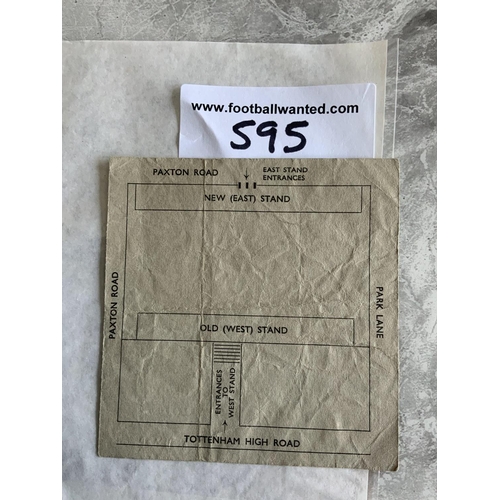 www.footballwanted.com
595
PAXTON ROAD
EAST STAND
ENTRANCES
NEW (EAST) STAND
PAXTON ROAD
PARK LANE
OLD (WEST) STAND
ENTRANCES
TO
WEST STAND
TOTTENHAM HIGH ROAD